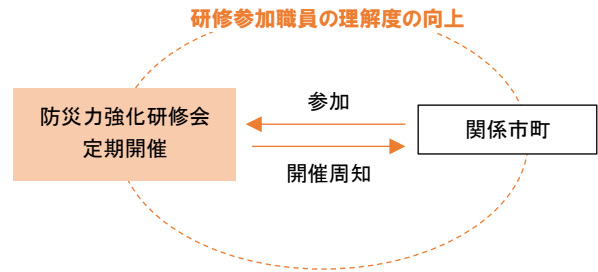 研修参加職員の理解度の向上
防災力強化研修会
定期開催
参加
関係市町
開催周知